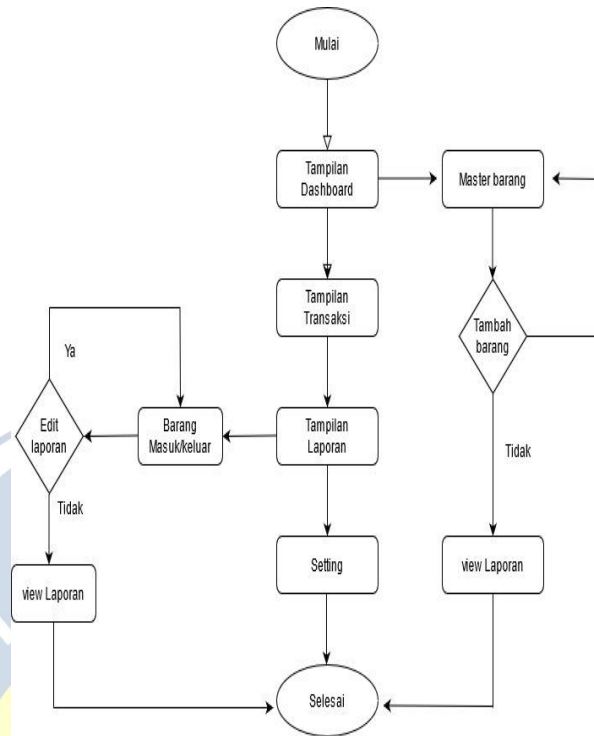 Mulai
Tampilan
Dashboard
Master barang
Tampilan
Transaksi
Tambah
barang
Ya
Edit
laporan
Barang
Masuk/keluar
Tampilan
Laporan
Tidak
Tidak
view Laporan
Setting
view Laporan
Selesai